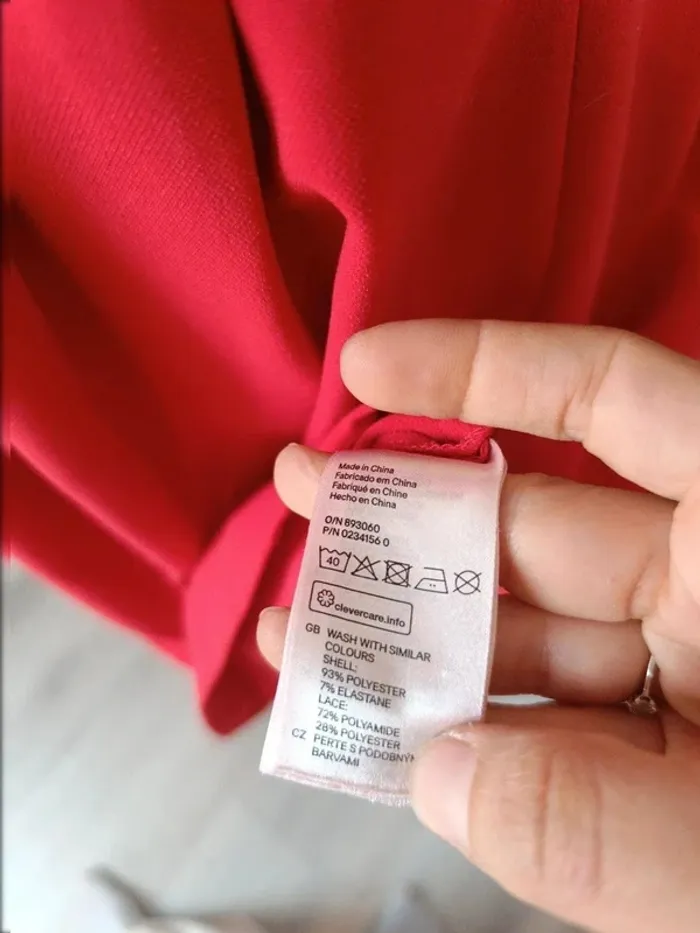 Made in China
Fabricado em China
Fabriqué en Chine
Hecho en China
O/N 893060
P/N 0234156 0
40
clevercare.info
GB WASH WITH SIMILAR
COLOURS
SHELL:
93% POLYESTER
7% ELASTANE
LACE:
72% POLYAMIDE
28% POLYESTER
CZ PERTE S PODOBNÝM
BARVAMI